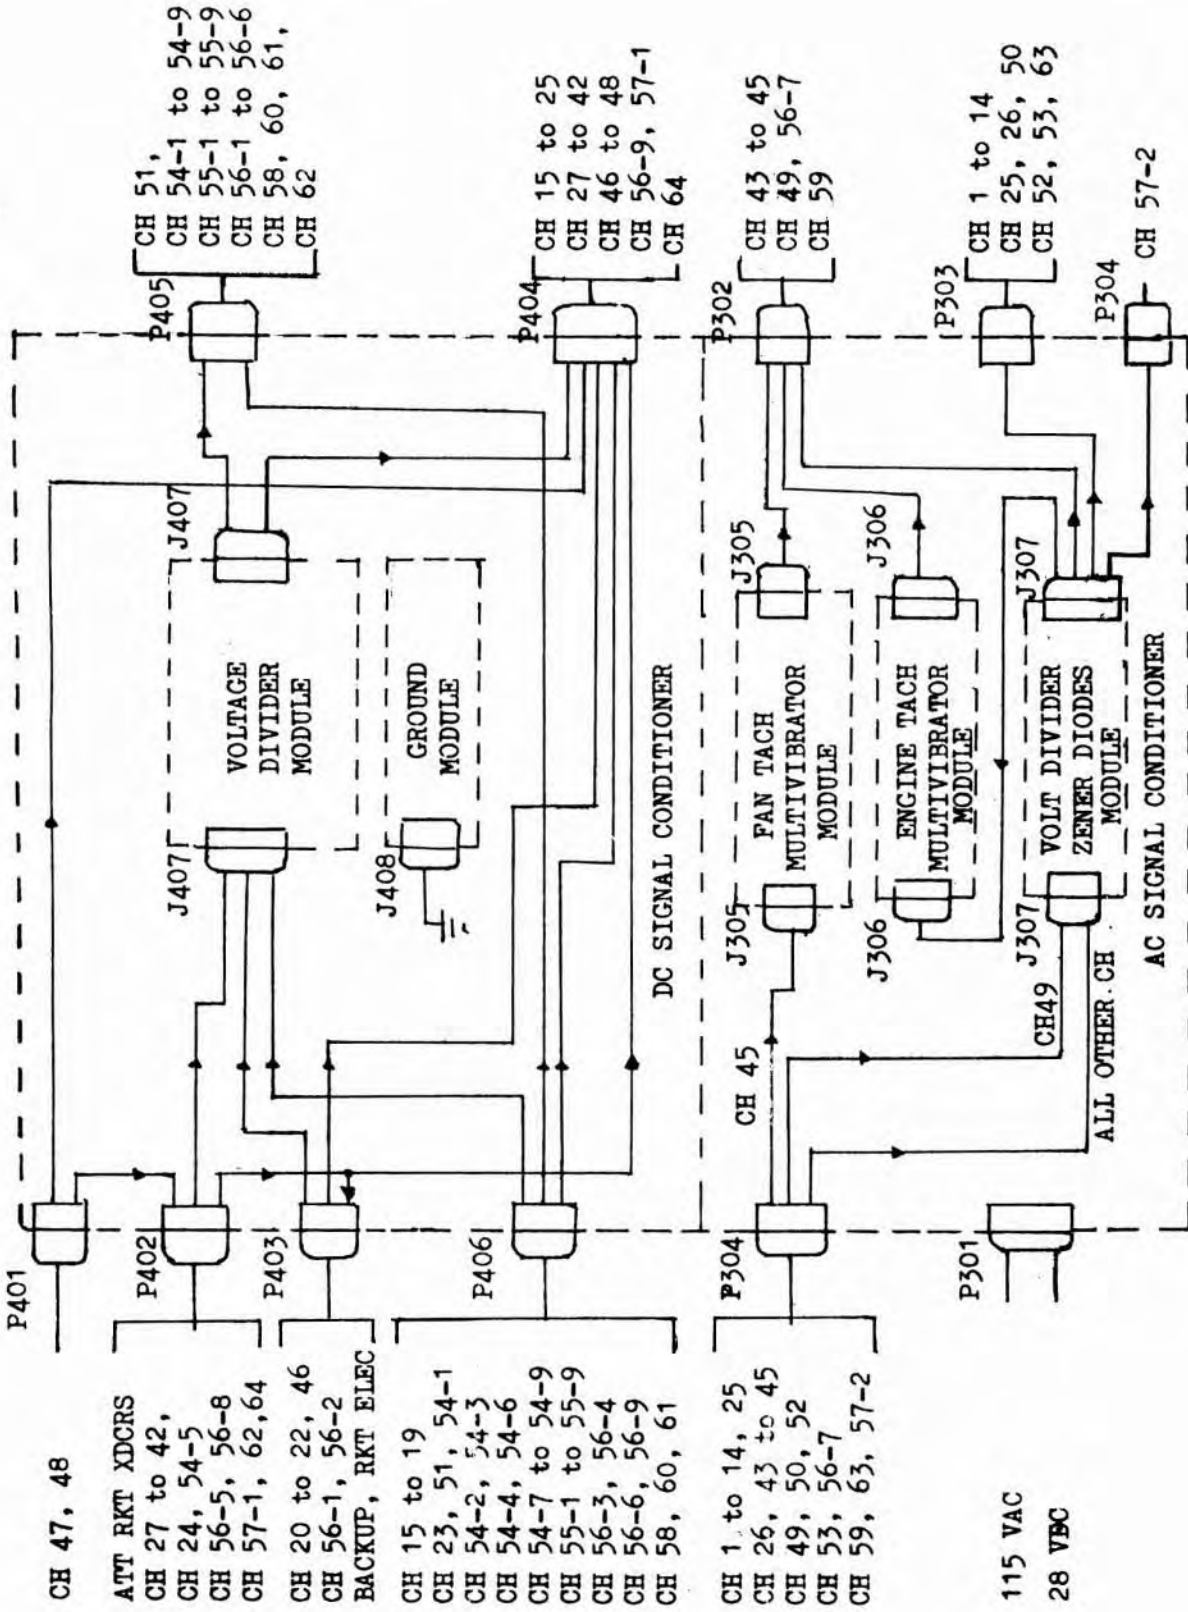 P401
CH 47, 48
P402
ATT RKT XDCRS
CH 27 to 42,
CH 24, 54-5
CH 56-5, 56-8
CH 57-1, 62,64
P403
CH 20 to 22, 46
CH 56-1, 56-2
BACKUP, RKT ELEC
P406
CH 15 to 19
CH 23, 51, 54-1
CH 54-2, 54-3
CH 54-4, 54-6
CH 54-7 to 54-9
CH 55-1 to 55-9
CH 56-3, 56-4
CH 56-6, 56-9
CH 58, 60, 61
P304
CH 1 to 14, 25
CH 26, 43 to 45
CH 49, 50, 52
CH 53, 56-7
CH 59, 63, 57-2
P301
115 VAC
28 VDC
J407
VOLTAGE
DIVIDER
MODULE
J407
J408
GROUND
MODULE
DC SIGNAL CONDITIONER
CH 45
J305
FAN TACH
MULTIVIBRATOR
MODULE
J305
J306
ENGINE TACH
MULTIVIBRATOR
MODULE
J306
CH49
J307
VOLT DIVIDER
ZENER DIODES
MODULE
J307
ALL OTHER CH
AC SIGNAL CONDITIONER
P405
CH 51,
CH 54-1 to 54-9
CH 55-1 to 55-9
CH 56-1 to 56-6
CH 58, 60, 61,
CH 62
P404
CH 15 to 25
CH 27 to 42
CH 46 to 48
CH 56-9, 57-1
CH 64
P302
CH 43 to 45
CH 49, 56-7
CH 59
P303
CH 1 to 14
CH 25, 26, 50
CH 52, 53, 63
P304
CH 57-2